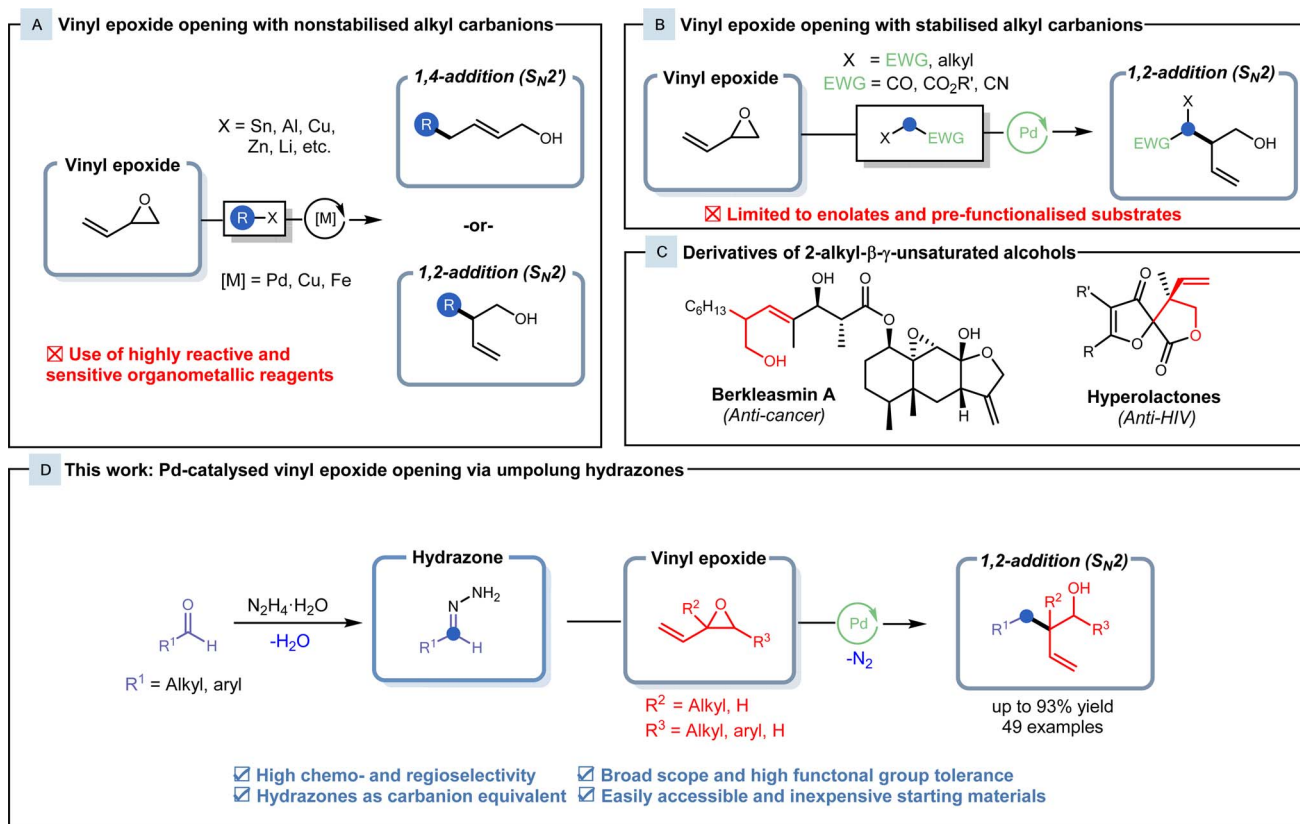 A Vinyl epoxide opening with nonstabilised alkyl carbanions
1,4-addition (SN2')
R
OH
X = Sn, Al, Cu,
Zn, Li, etc.
Vinyl epoxide
O
R–X
[M]
-or-
[M] = Pd, Cu, Fe
1,2-addition (SN2)
R
OH
☒ Use of highly reactive and
sensitive organometallic reagents
B Vinyl epoxide opening with stabilised alkyl carbanions
X = EWG, alkyl
EWG = CO, CO2R', CN
Vinyl epoxide
O
X
EWG
Pd
1,2-addition (SN2)
X
EWG
OH
☒ Limited to enolates and pre-functionalised substrates
C Derivatives of 2-alkyl-β-γ-unsaturated alcohols
C6H13
OH
OH
O
O
O
OH
O
H
Berkleasmin A
(Anti-cancer)
R'
O
R
O
O
O
Hyperolactones
(Anti-HIV)
D This work: Pd-catalysed vinyl epoxide opening via umpolung hydrazones
O
R1
H
N2H4·H2O
-H2O
R1 = Alkyl, aryl
Hydrazone
NH2
N
R1
H
Vinyl epoxide
R2
O
R3
R2 = Alkyl, H
R3 = Alkyl, aryl, H
Pd
-N2
1,2-addition (SN2)
OH
R2
R1
R3
up to 93% yield
49 examples
☑ High chemo- and regioselectivity
☑ Broad scope and high functonal group tolerance
☑ Hydrazones as carbanion equivalent
☑ Easily accessible and inexpensive starting materials